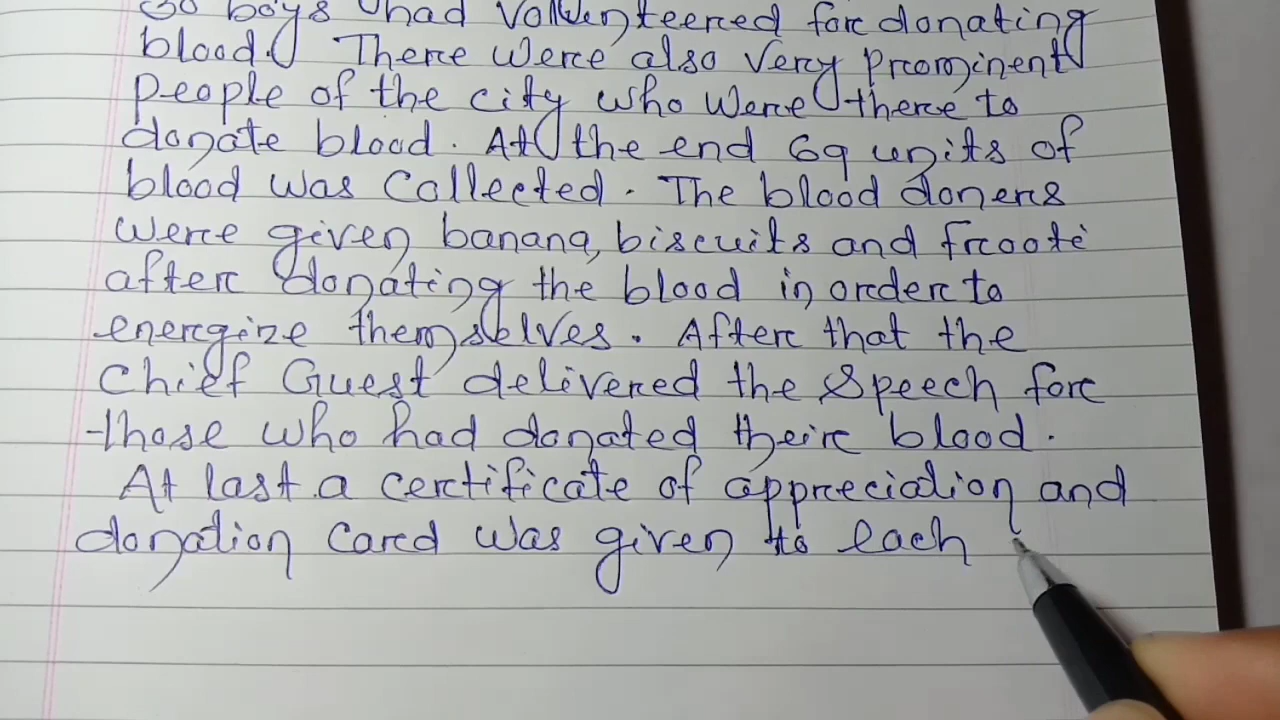 30 boys had volunteered for donating
blood. There were also very prominent
people of the city who were there to
donate blood. At the end 69 units of
blood was collected. The blood doners
were given banana, biscuits and frooti
after donating the blood in order to
energize themselves. After that the
Chief Guest delivered the Speech for
those who had donated their blood.
At last a certificate of appreciation and
donation card was given to each